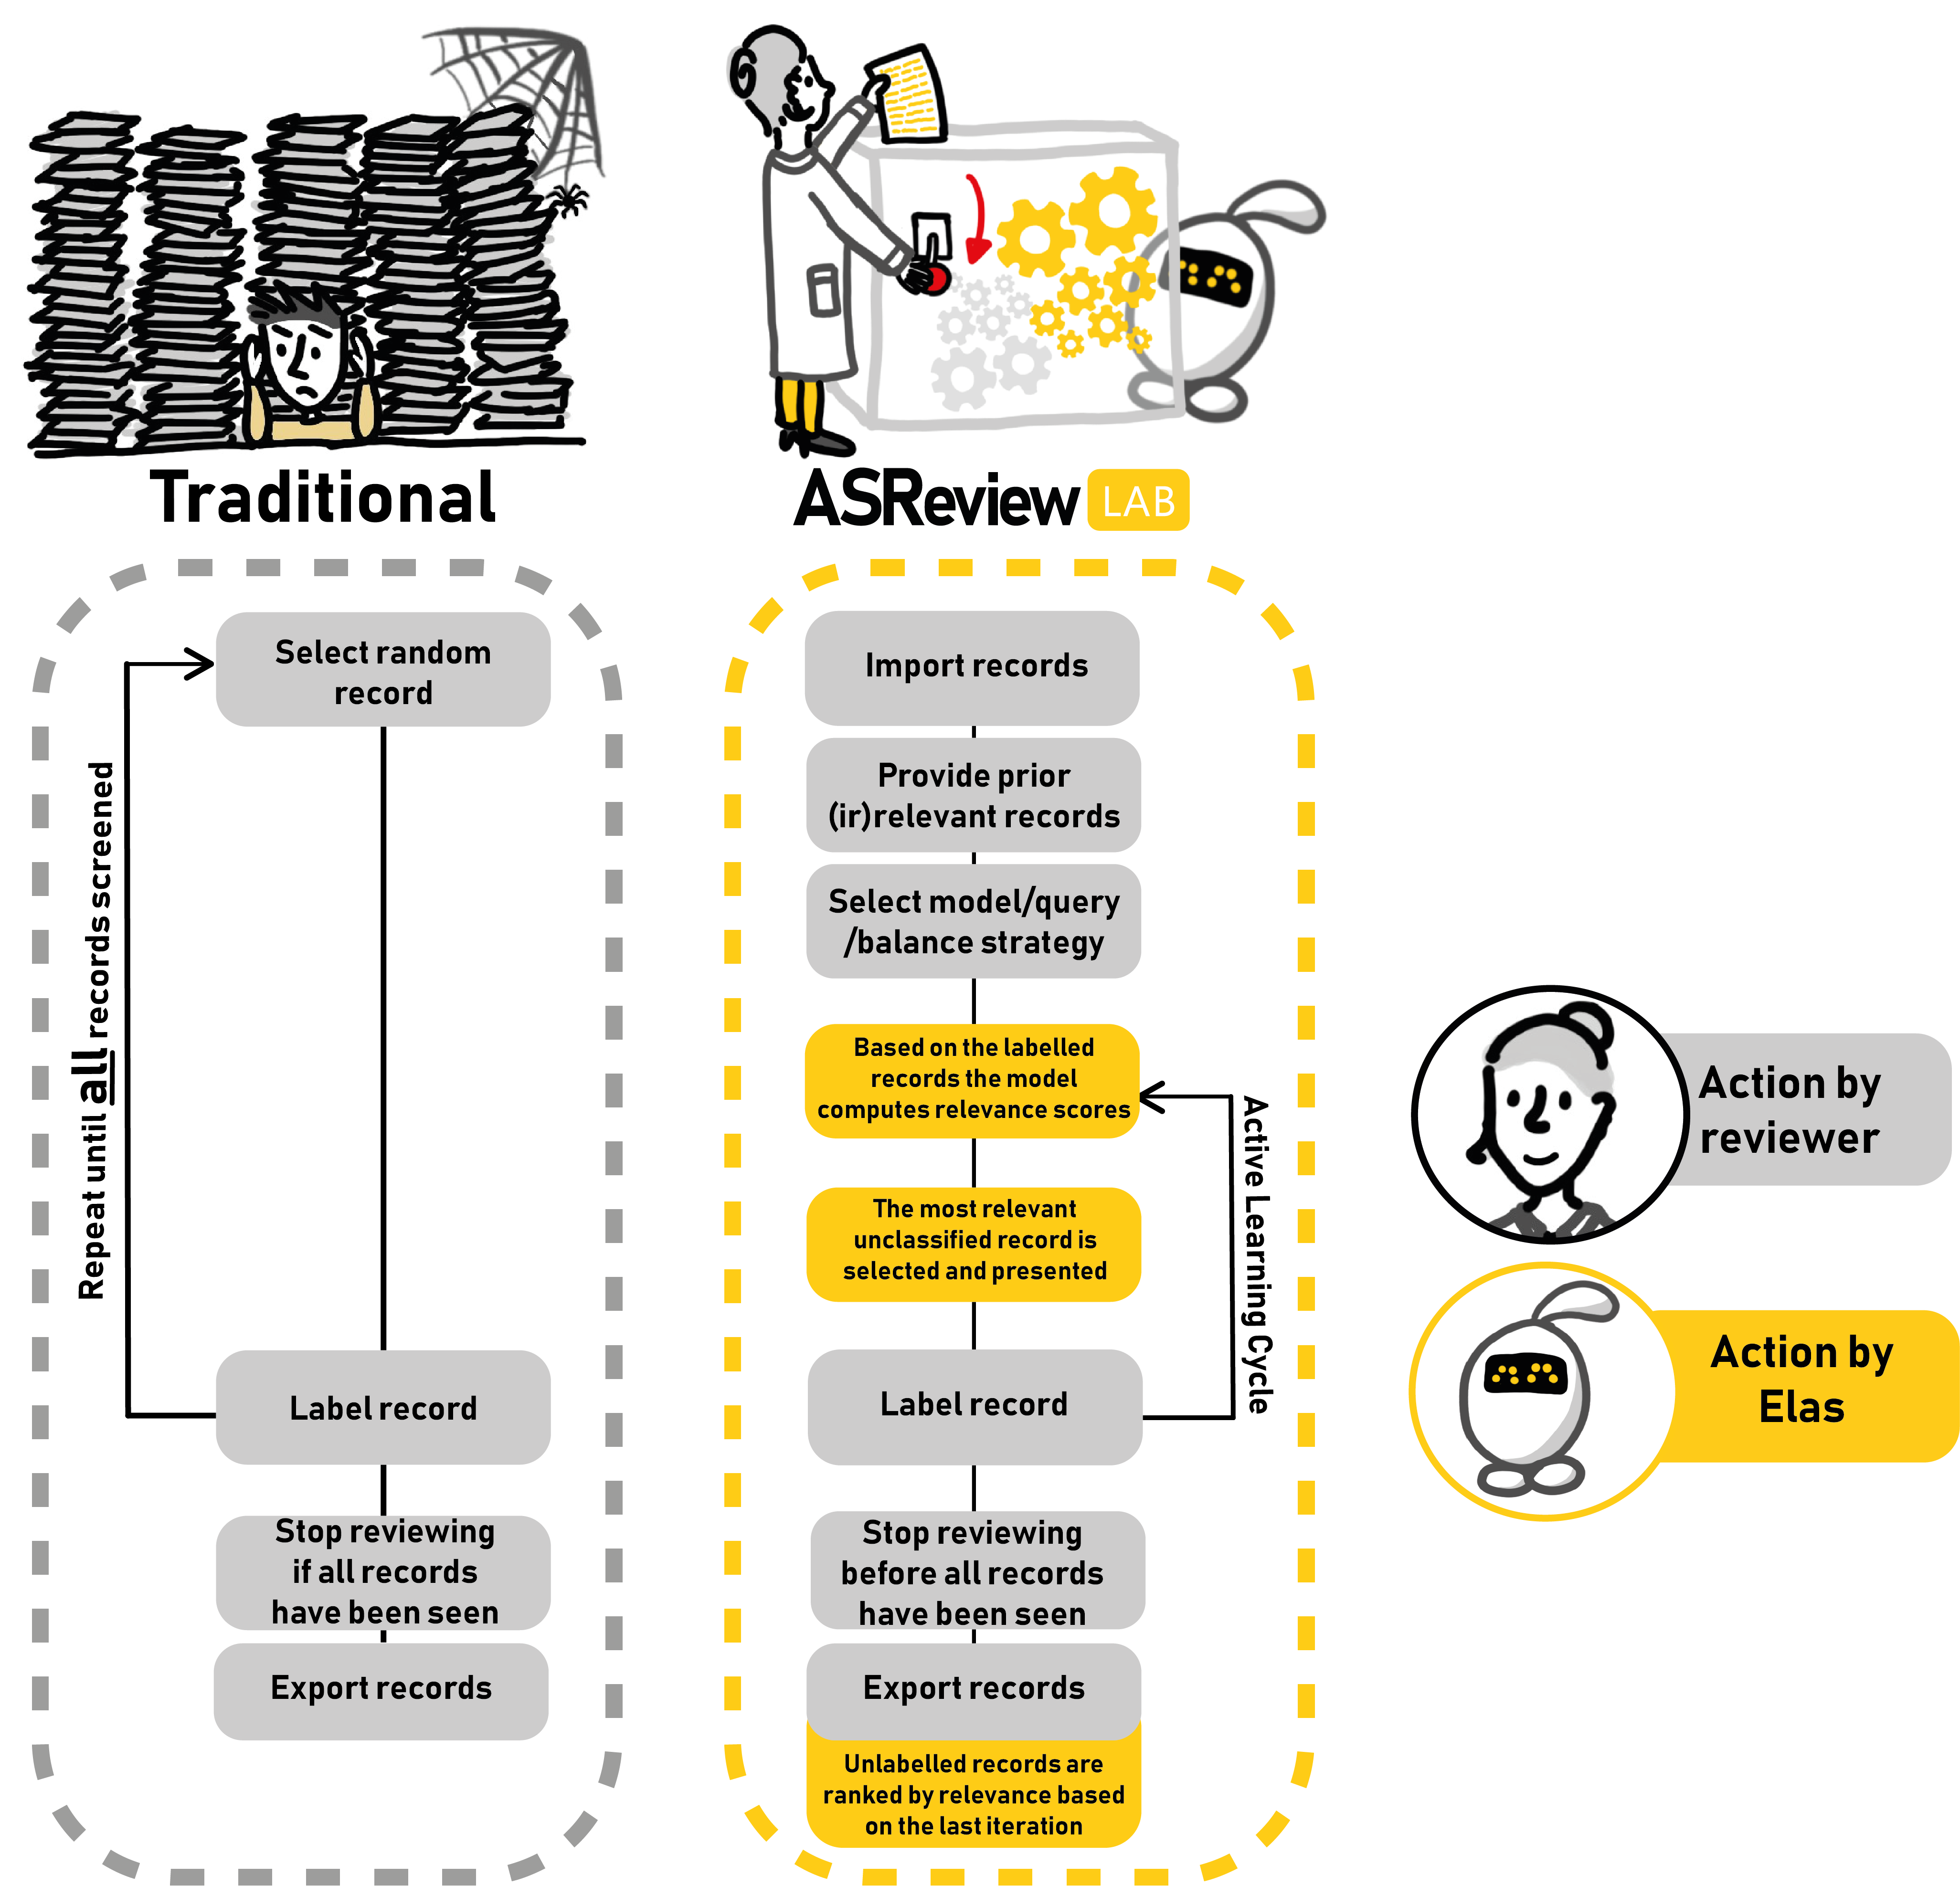 Traditional
ASReview LAB
Select random
record
Repeat until all records screened
Label record
Stop reviewing
if all records
have been seen
Export records
Import records
Provide prior
(ir)relevant records
Select model/query
/balance strategy
Based on the labelled
records the model
computes relevance scores
The most relevant
unclassified record is
selected and presented
Active Learning Cycle
Label record
Stop reviewing
before all records
have been seen
Export records
Unlabelled records are
ranked by relevance based
on the last iteration
Action by
reviewer
Action by
Elas